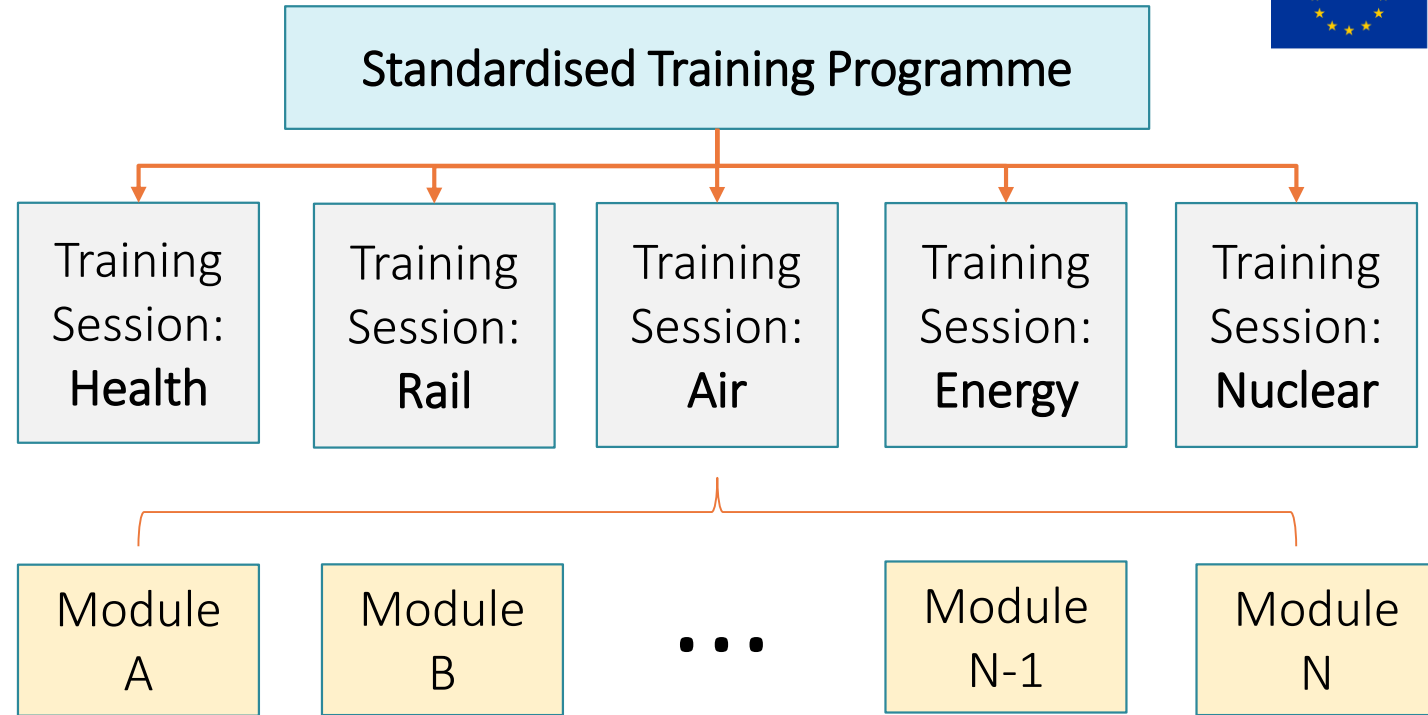 Standardised Training Programme
Training
Session:
Health
Training
Session:
Rail
Training
Session:
Air
Training
Session:
Energy
Training
Session:
Nuclear
Module
A
Module
B
...
Module
N-1
Module
N